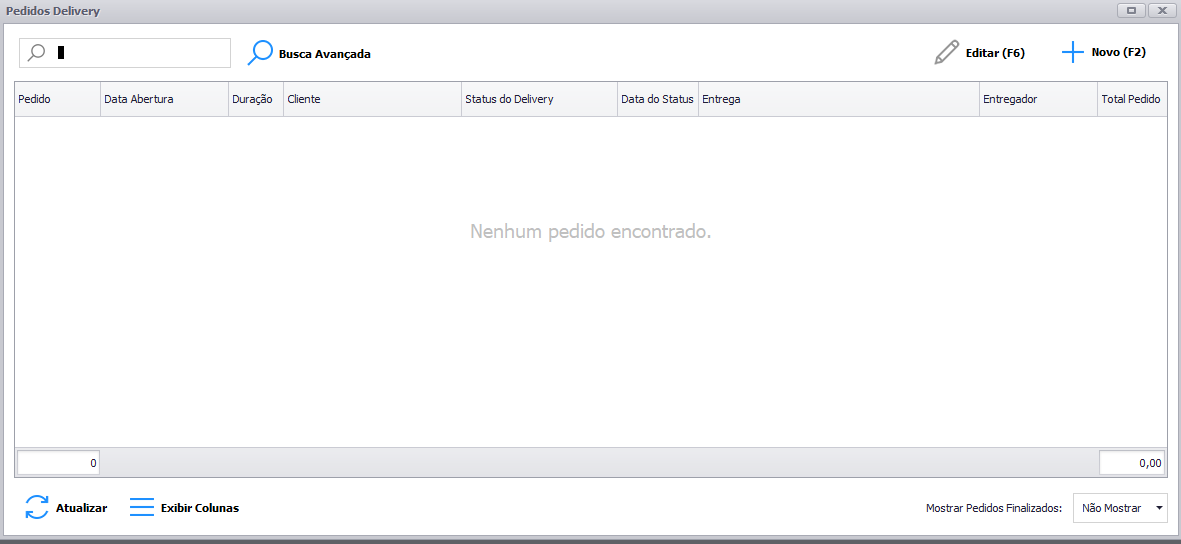 Pedidos Delivery
Busca Avançada
Editar (F6)
Novo (F2)
Pedido
Data Abertura
Duração
Cliente
Status do Delivery
Data do Status
Entrega
Entregador
Total Pedido
Nenhum pedido encontrado.
0
0,00
Atualizar
Exibir Colunas
Mostrar Pedidos Finalizados:
Não Mostrar